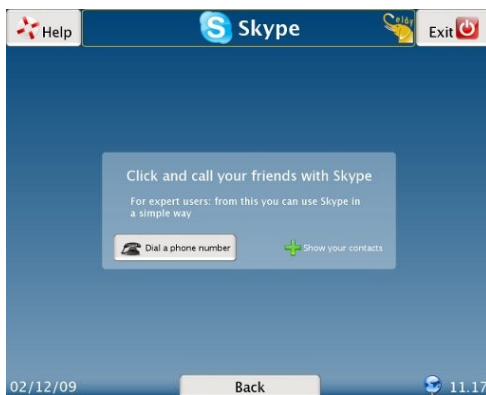 Help
Skype
eldy
Exit
Click and call your friends with Skype
For expert users: from this you can use Skype in
a simple way
Dial a phone number
Show your contacts
02/12/09
Back
11.17